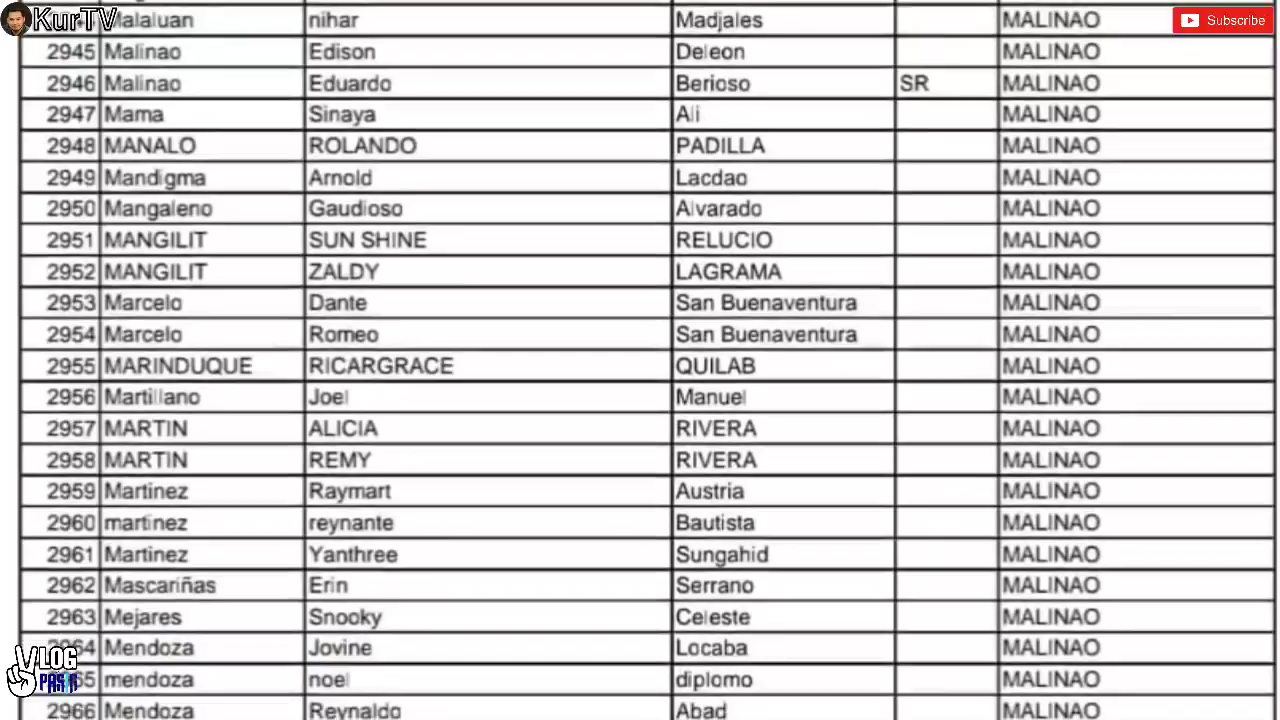 KurTV
Malaluan nihar Madjales MALINAO
Subscribe
2945 Malinao Edison Deleon MALINAO
2946 Malinao Eduardo Berioso SR MALINAO
2947 Mama Sinaya Ali MALINAO
2948 MANALO ROLANDO PADILLA MALINAO
2949 Mandigma Arnold Lacdao MALINAO
2950 Mangaleno Gaudioso Alvarado MALINAO
2951 MANGILIT SUN SHINE RELUCIO MALINAO
2952 MANGILIT ZALDY LAGRAMA MALINAO
2953 Marcelo Dante San Buenaventura MALINAO
2954 Marcelo Romeo San Buenaventura MALINAO
2955 MARINDUQUE RICARGRACE QUILAB MALINAO
2956 Martillano Joel Manuel MALINAO
2957 MARTIN ALICIA RIVERA MALINAO
2958 MARTIN REMY RIVERA MALINAO
2959 Martinez Raymart Austria MALINAO
2960 martinez reynante Bautista MALINAO
2961 Martinez Yanthree Sungahid MALINAO
2962 Mascariñas Erin Serrano MALINAO
2963 Mejares Snooky Celeste MALINAO
2964 Mendoza Jovine Locaba MALINAO
VLOG
PASIG
mendoza noel diplomo MALINAO
2966 Mendoza Reynaldo Abad MALINAO